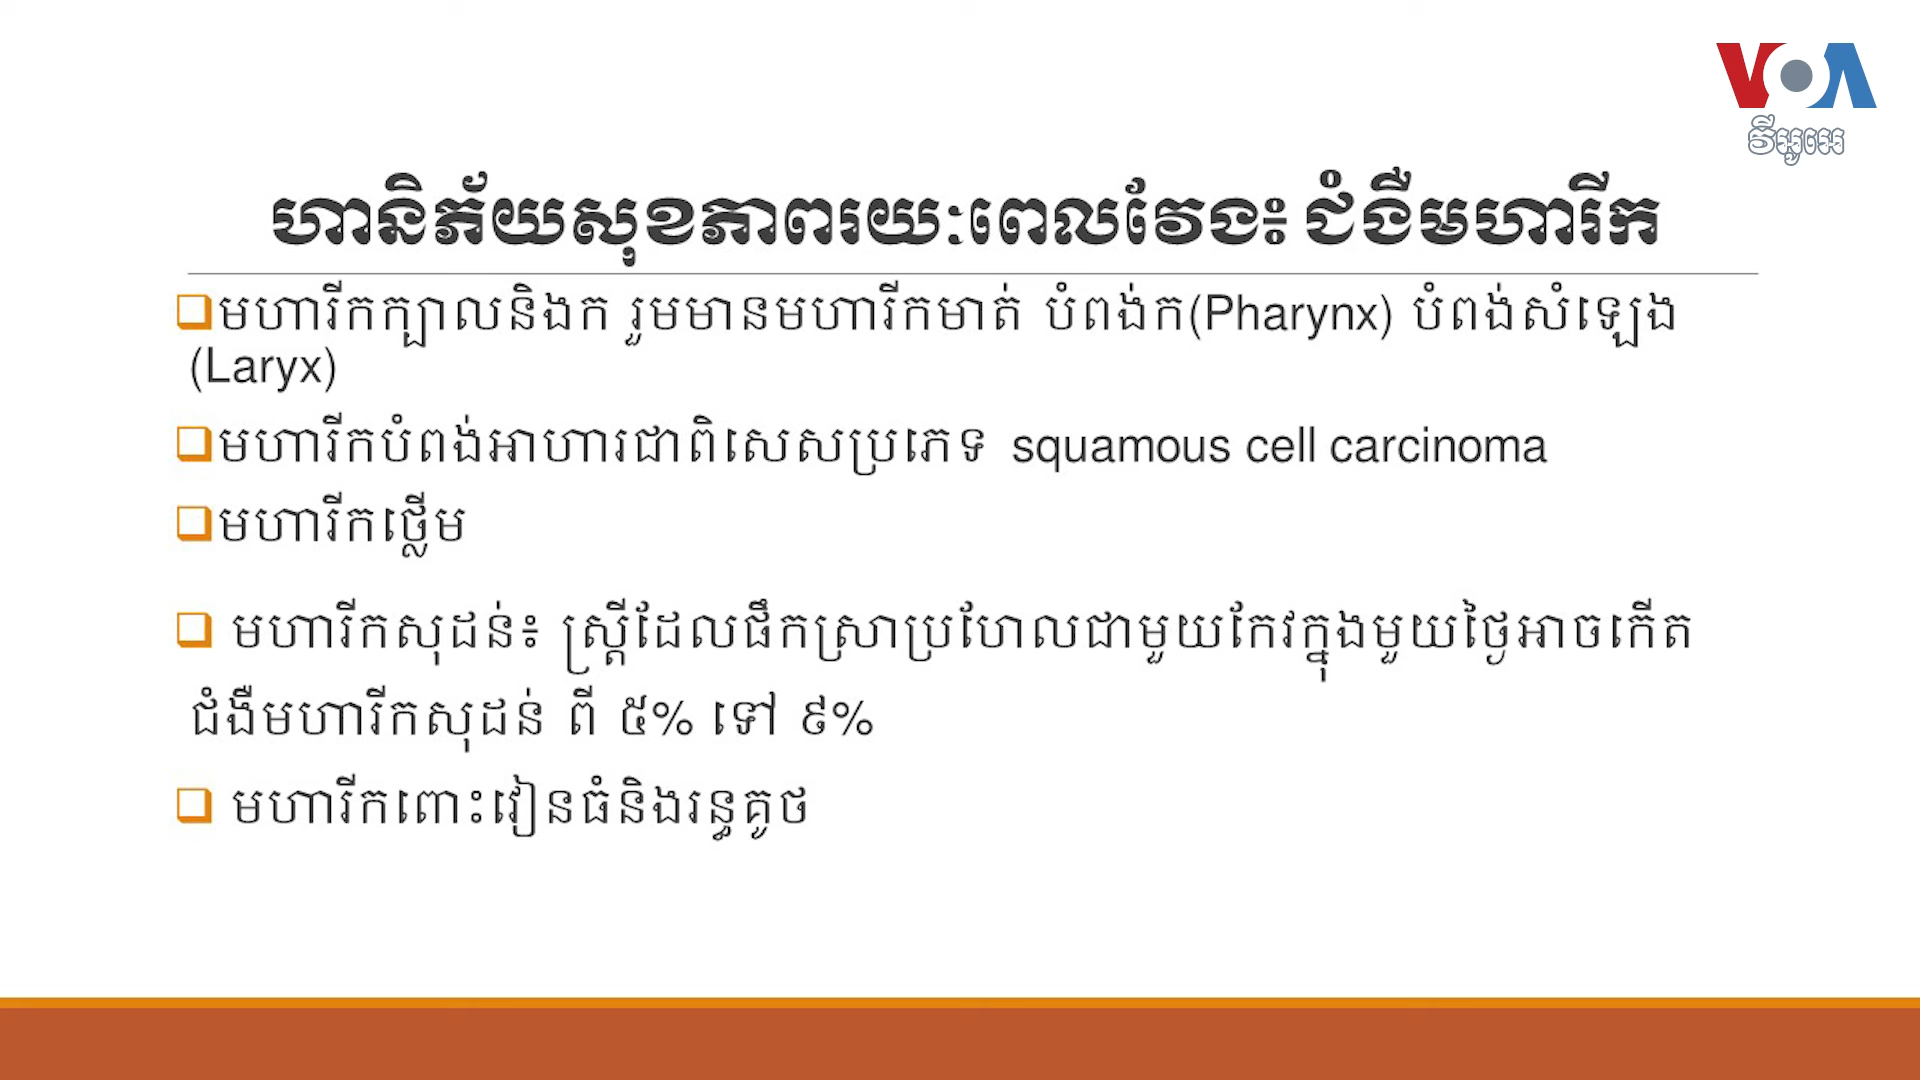 VOA
វីអូអេ
ហានិភ័យសុខភាពរយៈពេលវែង៖ ជំងឺមហារីក
មហារីកក្បាលនិងក រួមមានមហារីកមាត់ បំពង់ក(Pharynx) បំពង់សំឡេង
(Laryx)
មហារីកបំពង់អាហារជាពិសេសប្រភេទ squamous cell carcinoma
មហារីកថ្លើម
មហារីកសុដន់៖ ស្ត្រីដែលផឹកស្រាប្រហែលជាមួយកែវក្នុងមួយថ្ងៃអាចកើត
ជំងឺមហារីកសុដន់ ពី ៥% ទៅ ៩%
មហារីកពោះវៀនធំនិងរន្ធគូថ